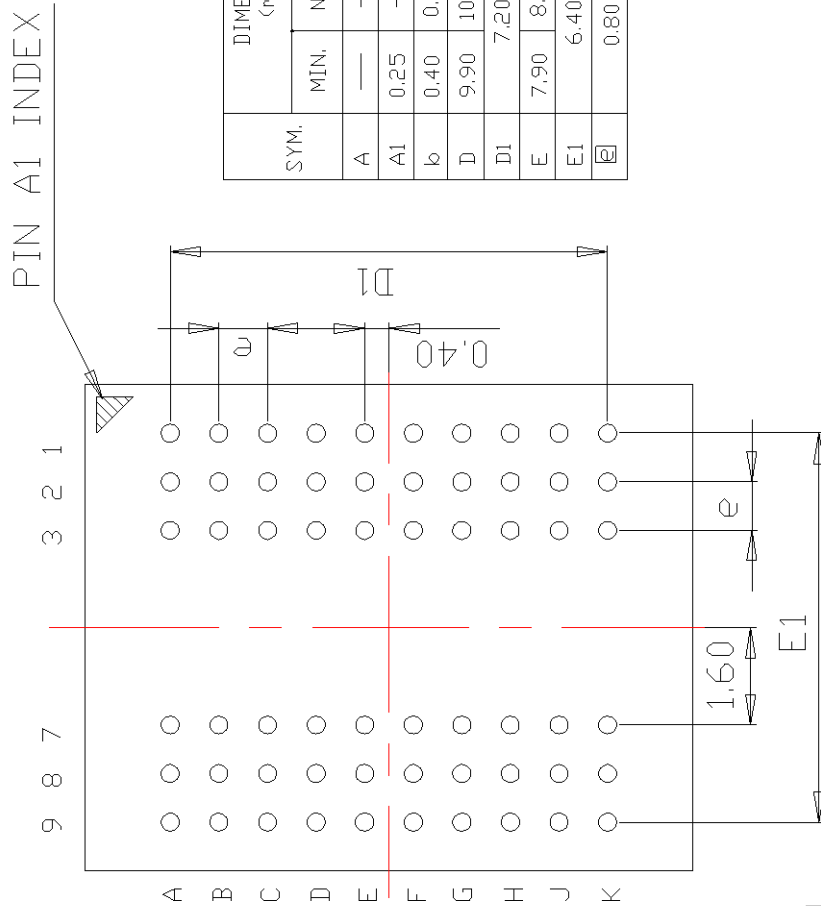 PIN A1 INDEX
SYM.
MIN.
A
A1 0.25
b 0.40
D 9.90
D1 7.20
E 7.90
E1 6.40
e 0.80
D1
e
0.40
1
2
3
7
8
9
e
1.60
E1
A
B
C
D
E
F
G
H
J
K